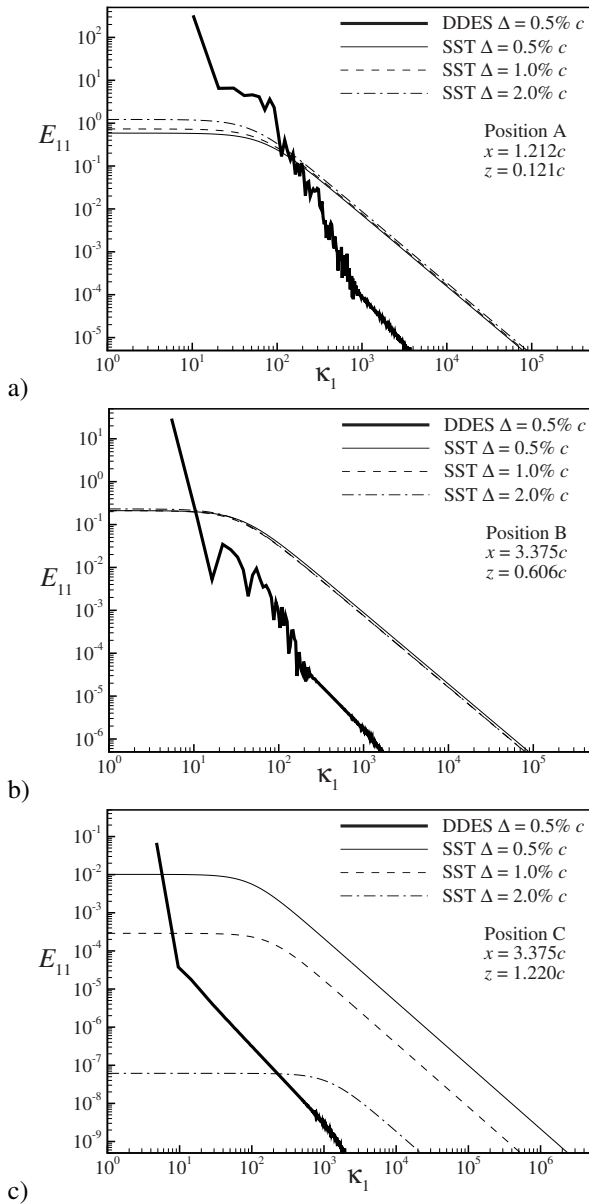 DDES Δ = 0.5% c
SST Δ = 0.5% c
SST Δ = 1.0% c
SST Δ = 2.0% c
Position A
x = 1.212c
z = 0.121c
E₁₁
10²
10¹
10⁰
10⁻¹
10⁻²
10⁻³
10⁻⁴
10⁻⁵
10⁰ 10¹ 10² 10³ 10⁴ 10⁵
κ₁
a)
DDES Δ = 0.5% c
SST Δ = 0.5% c
SST Δ = 1.0% c
SST Δ = 2.0% c
Position B
x = 3.375c
z = 0.606c
E₁₁
10¹
10⁰
10⁻¹
10⁻²
10⁻³
10⁻⁴
10⁻⁵
10⁻⁶
10⁰ 10¹ 10² 10³ 10⁴ 10⁵
κ₁
b)
DDES Δ = 0.5% c
SST Δ = 0.5% c
SST Δ = 1.0% c
SST Δ = 2.0% c
Position C
x = 3.375c
z = 1.220c
E₁₁
10⁻¹
10⁻²
10⁻³
10⁻⁴
10⁻⁵
10⁻⁶
10⁻⁷
10⁻⁸
10⁻⁹
10⁰ 10¹ 10² 10³ 10⁴ 10⁵ 10⁶
κ₁
c)